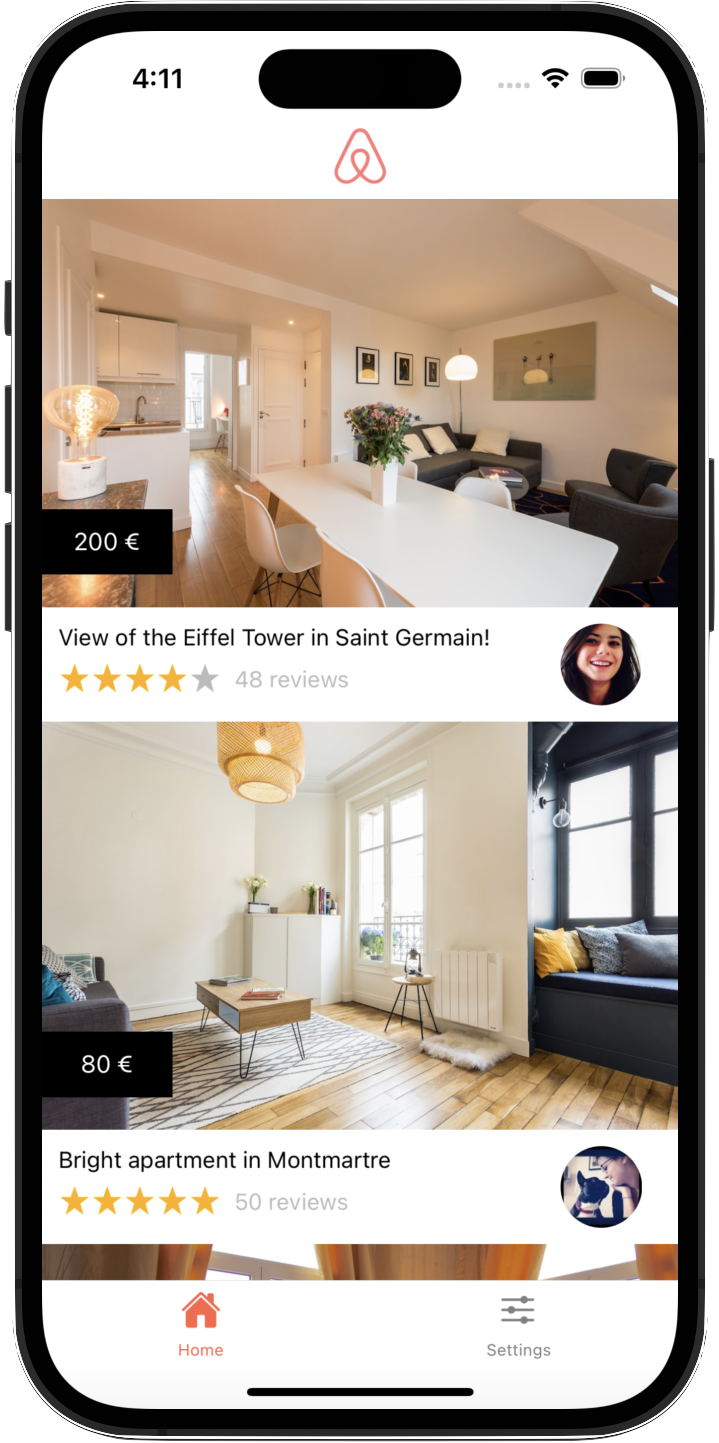 4:11
200 €
View of the Eiffel Tower in Saint Germain!
48 reviews
80 €
Bright apartment in Montmartre
50 reviews
Home
Settings